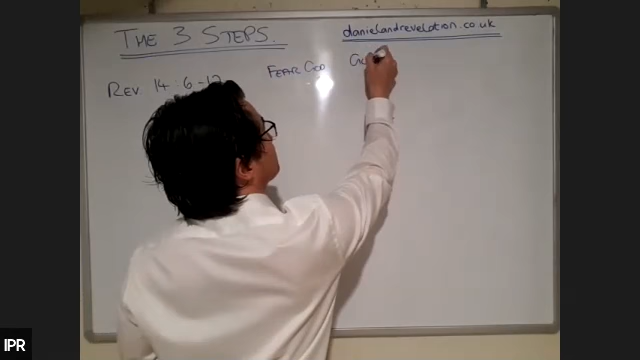 THE 3 STEPS.
danielandrevelation.co.uk
REV. 14:6-12
FEAR GOD
IPR